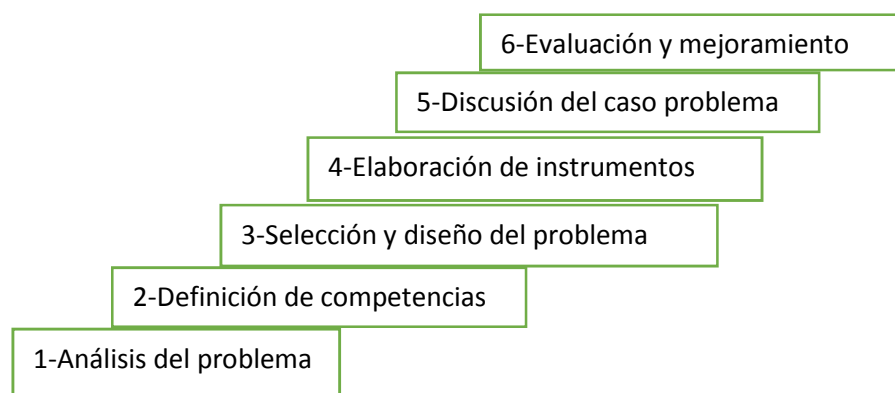 6-Evaluación y mejoramiento
5-Discusión del caso problema
4-Elaboración de instrumentos
3-Selección y diseño del problema
2-Definición de competencias
1-Análisis del problema